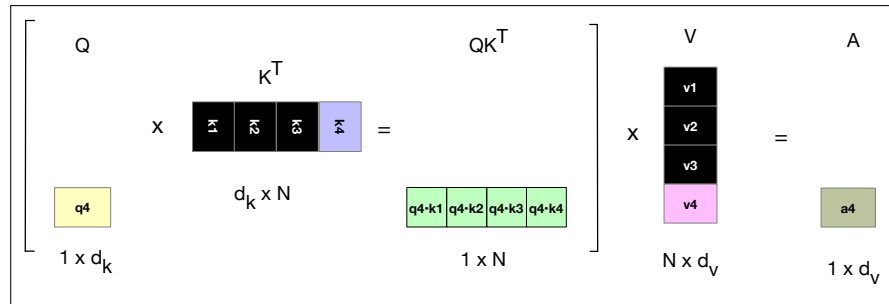 Q
K^T
QK^T
V
A
x
k1 k2 k3 k4
=
x
v1
v2
v3
v4
=
q4
q4·k1 q4·k2 q4·k3 q4·k4
a4
d_k x N
1 x d_k
1 x N
N x d_v
1 x d_v